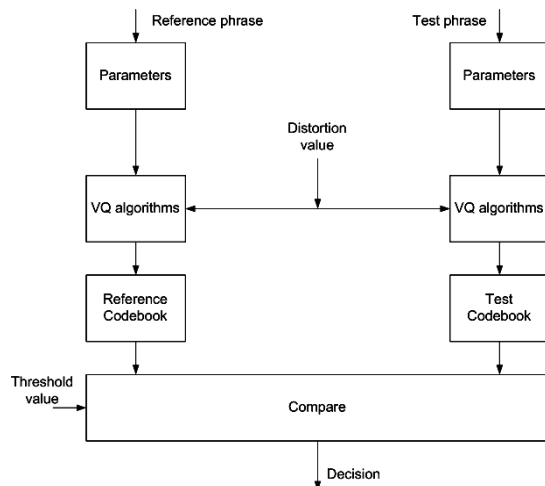 Reference phrase
Test phrase
Parameters
Parameters
Distortion
value
VQ algorithms
VQ algorithms
Reference
Codebook
Test
Codebook
Threshold
value
Compare
Decision